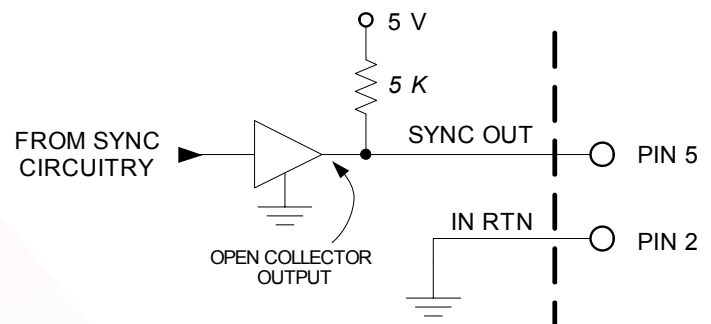 5 V
5 K
FROM SYNC
CIRCUITRY
SYNC OUT
PIN 5
IN RTN
PIN 2
OPEN COLLECTOR
OUTPUT